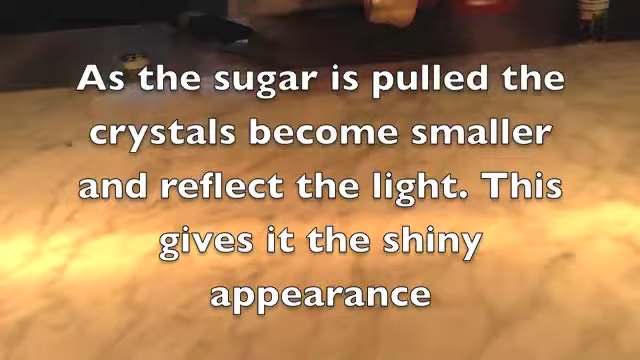 As the sugar is pulled the
crystals become smaller
and reflect the light. This
gives it the shiny
appearance